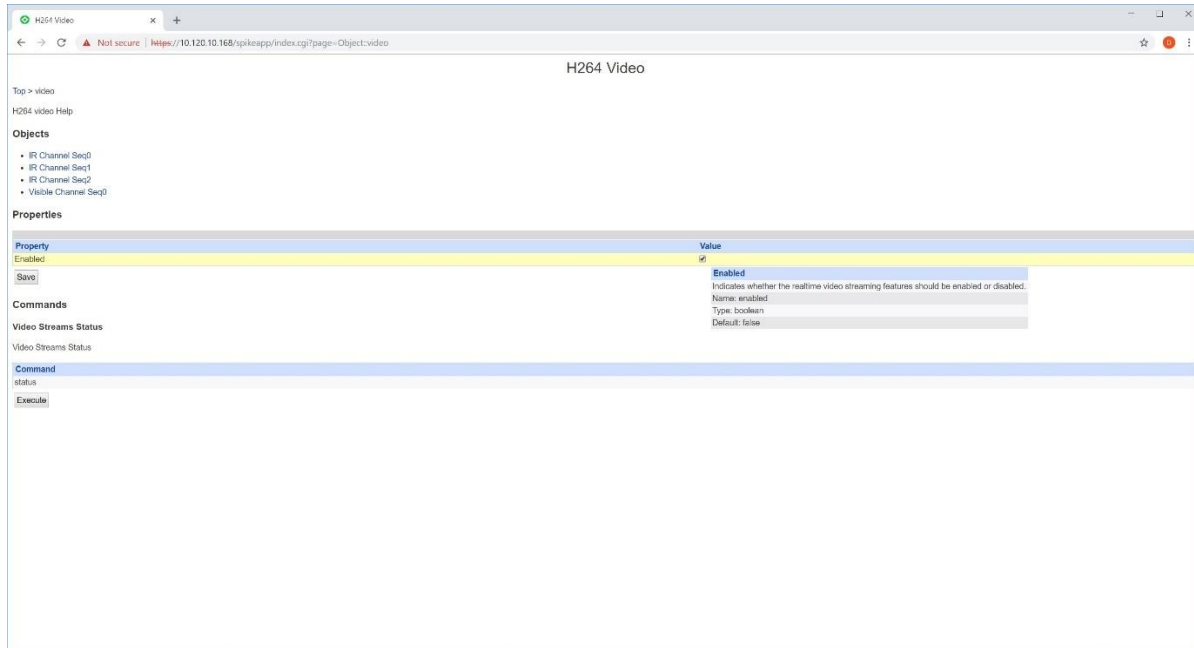 H264 Video
Not secure | https://10.120.10.168/spikeapp/index.cgi?page=Object::video
D
H264 Video
Top > video
H264 video Help
Objects
• IR Channel Seq0
• IR Channel Seq1
• IR Channel Seq2
• Visible Channel Seq0
Properties
Property Value
Enabled
Save
Enabled
Indicates whether the realtime video streaming features should be enabled or disabled.
Name: enabled
Type: boolean
Default: false
Commands
Video Streams Status
Video Streams Status
Command
status
Execute